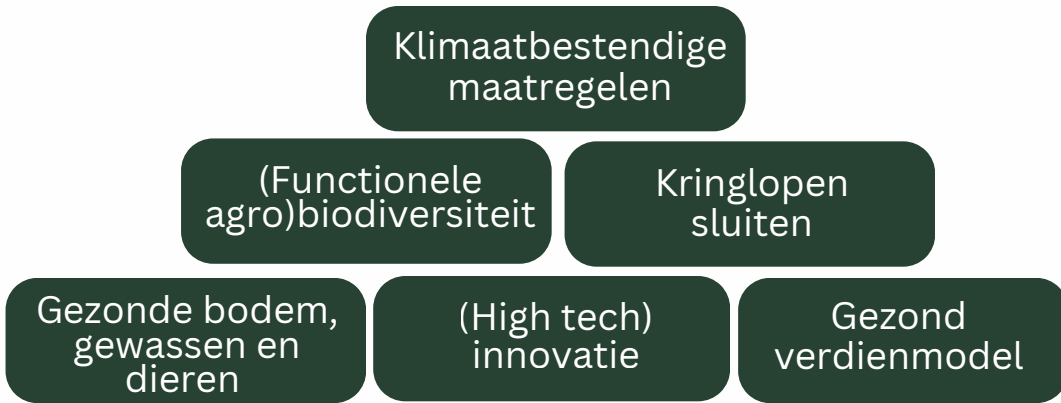 Klimaatbestendige
maatregelen
(Functionele
agro)biodiversiteit
Kringlopen
sluiten
Gezonde bodem,
gewassen en
dieren
(High tech)
innovatie
Gezond
verdienmodel